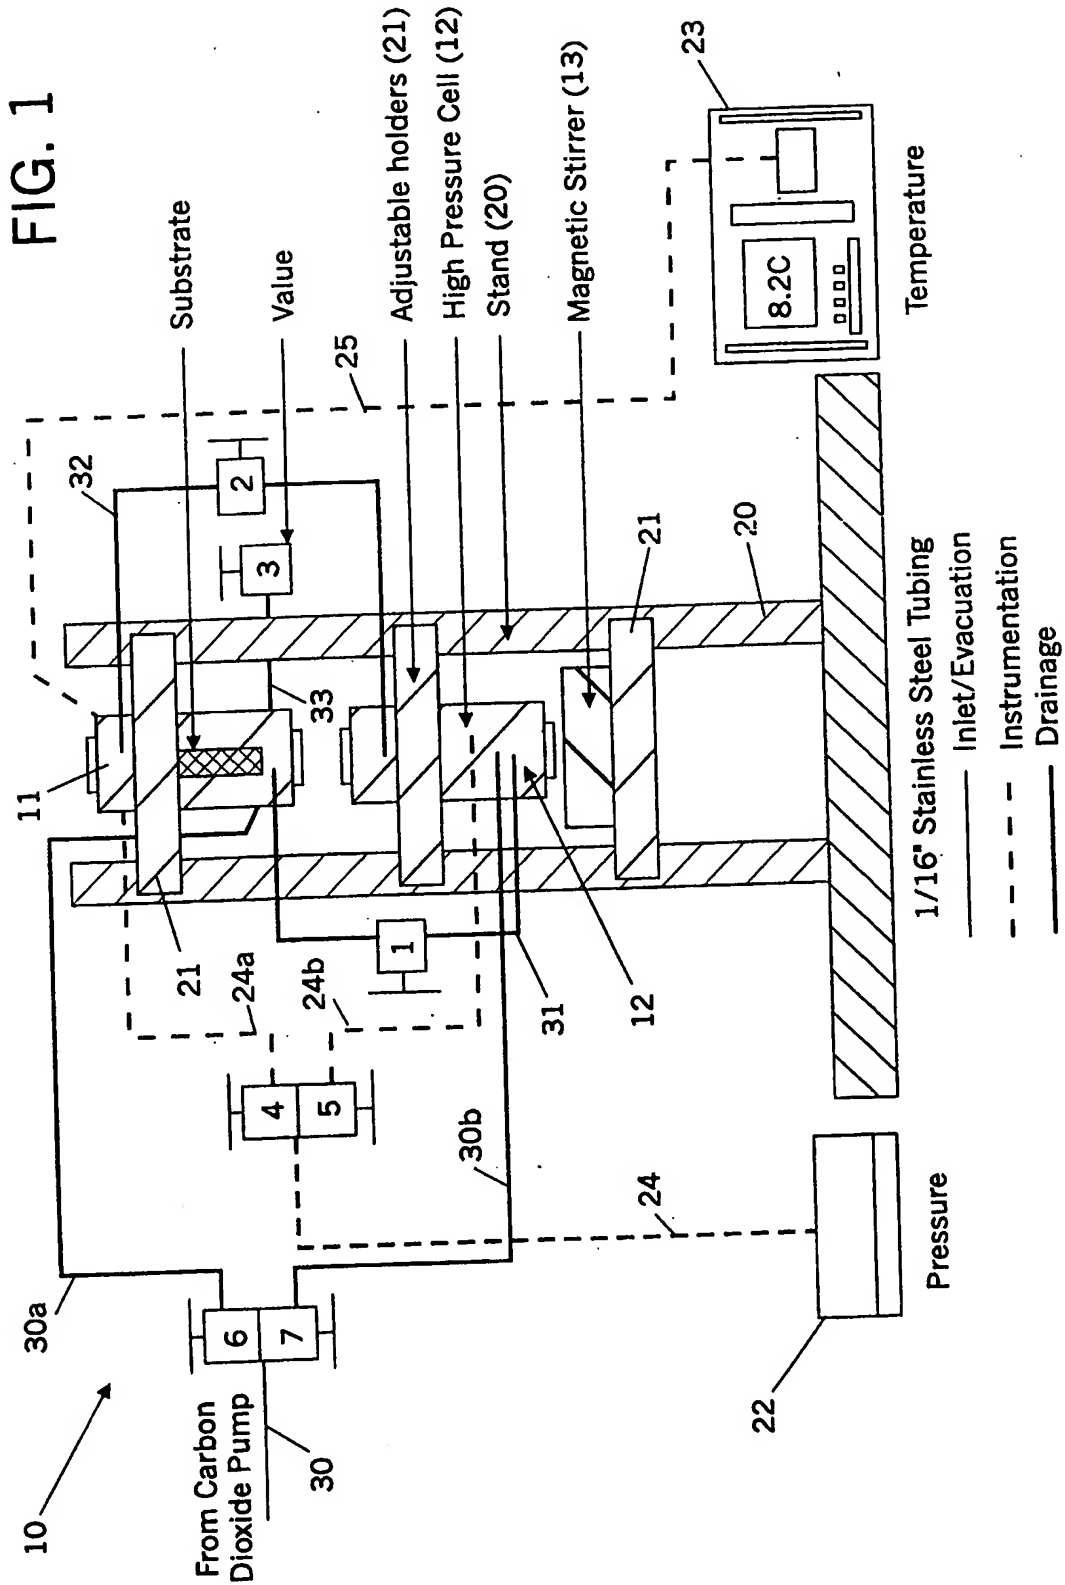 FIG. 1
10
30a
From Carbon
Dioxide Pump
30
6
7
11
21
24a
24b
4
5
30b
1
31
12
24
22
Pressure
32
33
2
3
Substrate
Value
25
Adjustable holders (21)
High Pressure Cell (12)
Stand (20)
Magnetic Stirrer (13)
21
20
23
8.2C
Temperature
1/16" Stainless Steel Tubing
Inlet/Evacuation
Instrumentation
Drainage